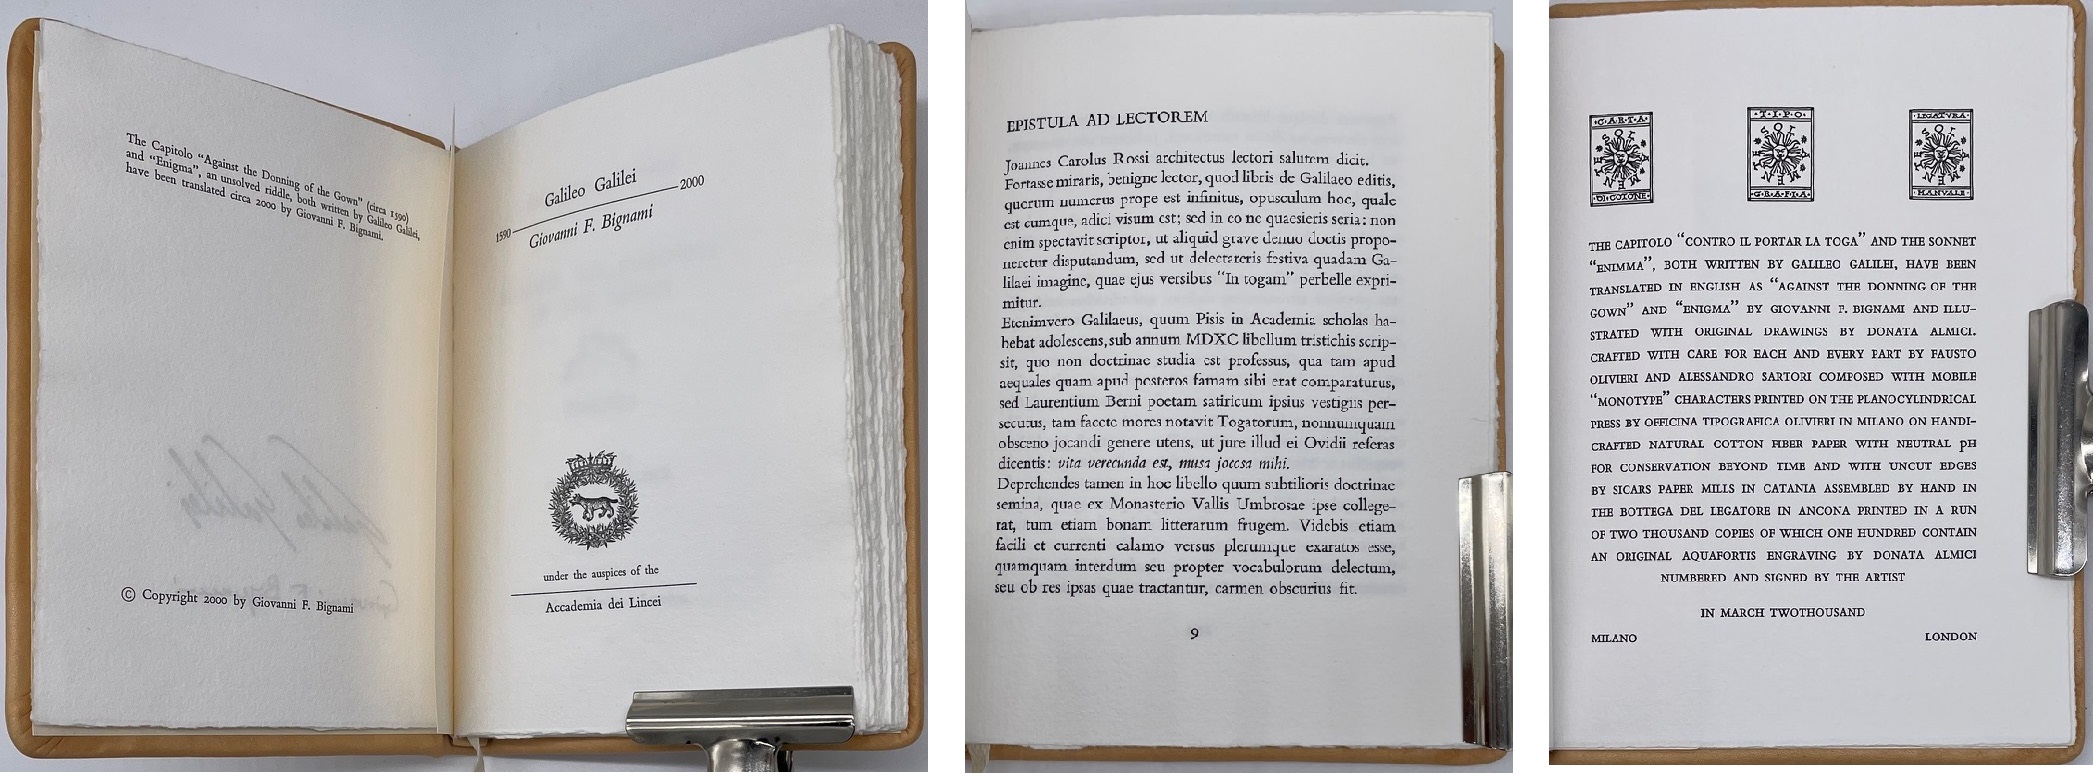 The Capitolo “Against the Donning of the Gown” (circa 1590)
and “Enigma”, an unsolved riddle, both written by Galileo Galilei,
have been translated circa 2000 by Giovanni F. Bignami.
© Copyright 2000 by Giovanni F. Bignami
Galileo Galilei
1590 2000
Giovanni F. Bignami
under the auspices of the
Accademia dei Lincei
EPISTULA AD LECTOREM
Joannes Carolus Rossi architectus lectori salutem dicit.
Fortasse miraris, benigne lector, quod libris de Galilaeo editis,
quorum numerus prope est infinitus, opusculum hoc, quale
est cumque, adici visum est; sed in eo ne quaesieris seria: non
enim spectavit scriptor, ut aliquid grave denuo doctis propo-
neretur disputandum, sed ut delectareris festiva quadam Ga-
lilaei imagine, quae ejus versibus “In togam” perbelle expri-
mitur.
Etenimvero Galilaeus, quum Pisis in Academia scholas ha-
bebat adolescens, sub annum MDXC libellum tristichis scrip-
sit, quo non doctrinae studia est professus, qua tam apud
aequales quam apud posteros famam sibi erat comparaturus,
sed Laurentium Berni poetam satiricum ipsius vestigiis per-
secutus, tam facete mores notavit Togatorum, nonnumquam
obsceno jocandi genere utens, ut jure illud ei Ovidii referas
dicentis: vita verecunda est, musa jocosa mihi.
Deprehendes tamen in hoc libello quum subtilioris doctrinae
semina, quae ex Monasterio Vallis Umbrosae ipse college-
rat, tum etiam bonam litterarum frugem. Videbis etiam
facili et currenti calamo versus plerumque exaratos esse,
quamquam interdum seu propter vocabulorum delectum,
seu ob res ipsas quae tractantur, carmen obscurius fit.
9
·C·A·R·T·A· ·T·I·P·O· ·LEGATVRA·
·DI·COTONE· ·G·R·A·F·I·A· ·MANVALE·
THE CAPITOLO “CONTRO IL PORTAR LA TOGA” AND THE SONNET
“ENIMMA”, BOTH WRITTEN BY GALILEO GALILEI, HAVE BEEN
TRANSLATED IN ENGLISH AS “AGAINST THE DONNING OF THE
GOWN” AND “ENIGMA” BY GIOVANNI F. BIGNAMI AND ILLU-
STRATED WITH ORIGINAL DRAWINGS BY DONATA ALMICI.
CRAFTED WITH CARE FOR EACH AND EVERY PART BY FAUSTO
OLIVIERI AND ALESSANDRO SARTORI COMPOSED WITH MOBILE
“MONOTYPE” CHARACTERS PRINTED ON THE PLANOCYLINDRICAL
PRESS BY OFFICINA TIPOGRAFICA OLIVIERI IN MILANO ON HANDI-
CRAFTED NATURAL COTTON FIBER PAPER WITH NEUTRAL pH
FOR CONSERVATION BEYOND TIME AND WITH UNCUT EDGES
BY SICARS PAPER MILLS IN CATANIA ASSEMBLED BY HAND IN
THE BOTTEGA DEL LEGATORE IN ANCONA PRINTED IN A RUN
OF TWO THOUSAND COPIES OF WHICH ONE HUNDRED CONTAIN
AN ORIGINAL AQUAFORTIS ENGRAVING BY DONATA ALMICI
NUMBERED AND SIGNED BY THE ARTIST
IN MARCH TWOTHOUSAND
MILANO LONDON